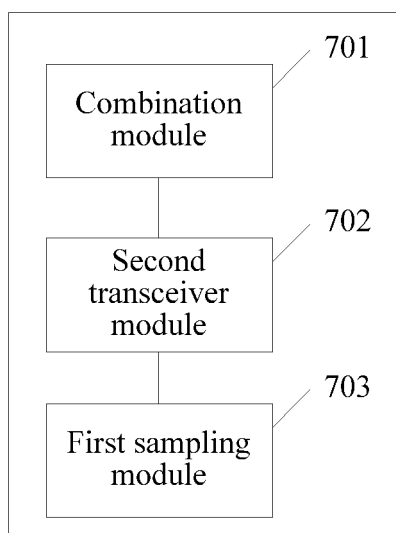 701
Combination
module
702
Second
transceiver
module
703
First sampling
module